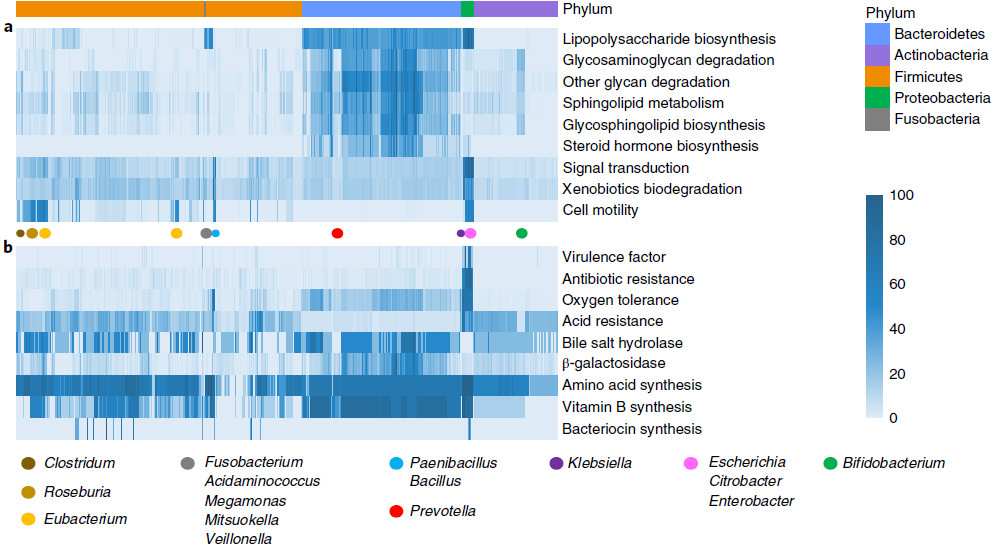 Phylum
Phylum
Bacteroidetes
Actinobacteria
Firmicutes
Proteobacteria
Fusobacteria
a
Lipopolysaccharide biosynthesis
Glycosaminoglycan degradation
Other glycan degradation
Sphingolipid metabolism
Glycosphingolipid biosynthesis
Steroid hormone biosynthesis
Signal transduction
Xenobiotics biodegradation
Cell motility
100
80
60
40
20
0
b
Virulence factor
Antibiotic resistance
Oxygen tolerance
Acid resistance
Bile salt hydrolase
β-galactosidase
Amino acid synthesis
Vitamin B synthesis
Bacteriocin synthesis
Clostridum
Roseburia
Eubacterium
Fusobacterium
Acidaminococcus
Megamonas
Mitsuokella
Veillonella
Paenibacillus
Bacillus
Prevotella
Klebsiella
Escherichia
Citrobacter
Enterobacter
Bifidobacterium